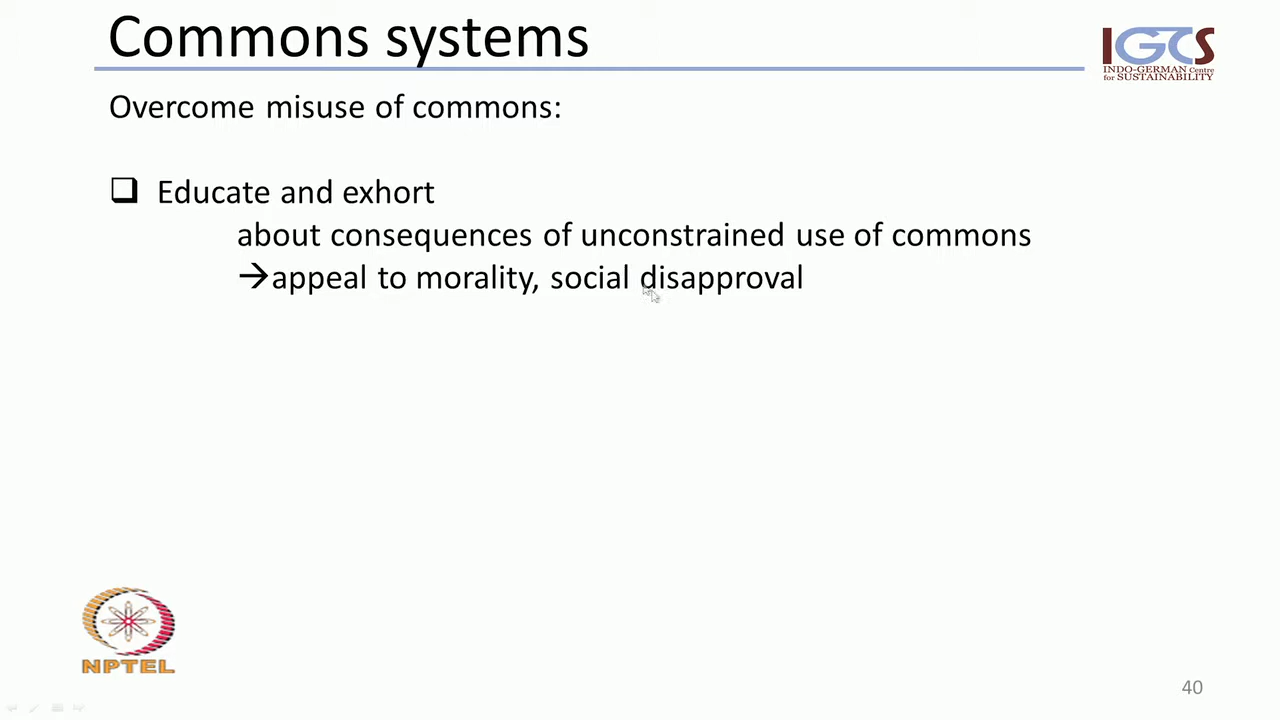 Commons systems
IGCS
INDO-GERMAN Centre
for SUSTAINABILITY
Overcome misuse of commons:
❑ Educate and exhort
about consequences of unconstrained use of commons
→appeal to morality, social disapproval
NPTEL
40